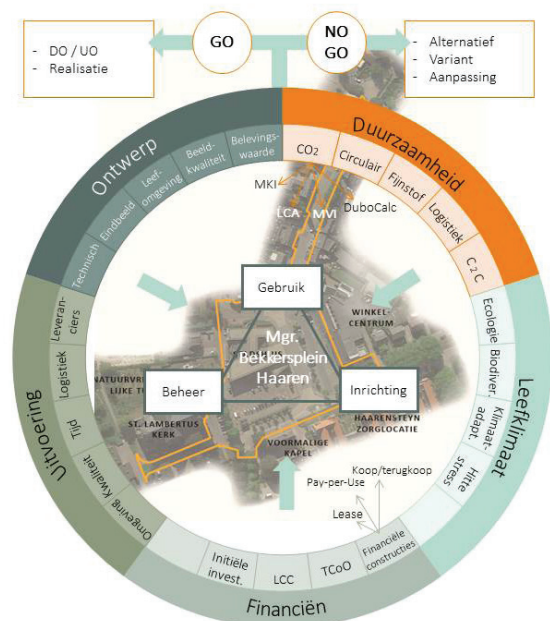 - DO / UO
- Realisatie
GO
NO
GO
- Alternatief
- Variant
- Aanpassing
Ontwerp
Technisch
Eindbeeld
Leef-
omgeving
Beeld-
kwaliteit
Belevings-
waarde
Duurzaamheid
CO2
Circulair
Fijnstof
Logistiek
C 2 C
MKI
LCA
MVI
DuboCalc
Leefklimaat
Ecologie
Biodiver.
Klimaat-
adapt.
Hitte
stress
Gebruik
WINKEL-
CENTRUM
Mgr.
Bekkersplein
Haaren
Beheer
Inrichting
ST. LAMBERTUS
KERK
HAARENSTEYN
ZORGLOCATIE
VOORMALIGE
KAPEL
Uitvoering
Leveran-
ciers
Logistiek
Tijd
Kwaliteit
Omgeving
Koop/terugkoop
Pay-per-Use
Lease
Financiële
constructies
TCoO
LCC
Initiële
invest.
Financiën